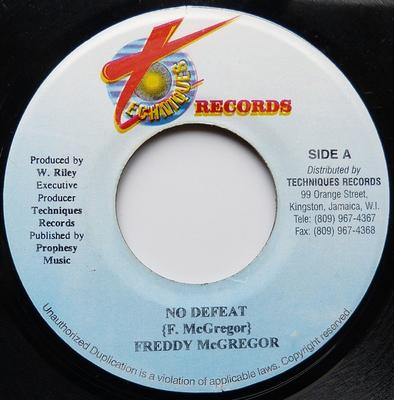 TECHNIQUES
RECORDS
Produced by
W. Riley
Executive
Producer
Techniques
Records
Published by
Prophesy
Music
SIDE A
Distributed by
TECHNIQUES RECORDS
99 Orange Street,
Kingston, Jamaica, W.I.
Tele: (809) 967-4367
Fax: (809) 967-4368
NO DEFEAT
{F. McGregor}
FREDDY McGREGOR
Unauthorized Duplication is a violation of applicable laws. Copyright reserved.